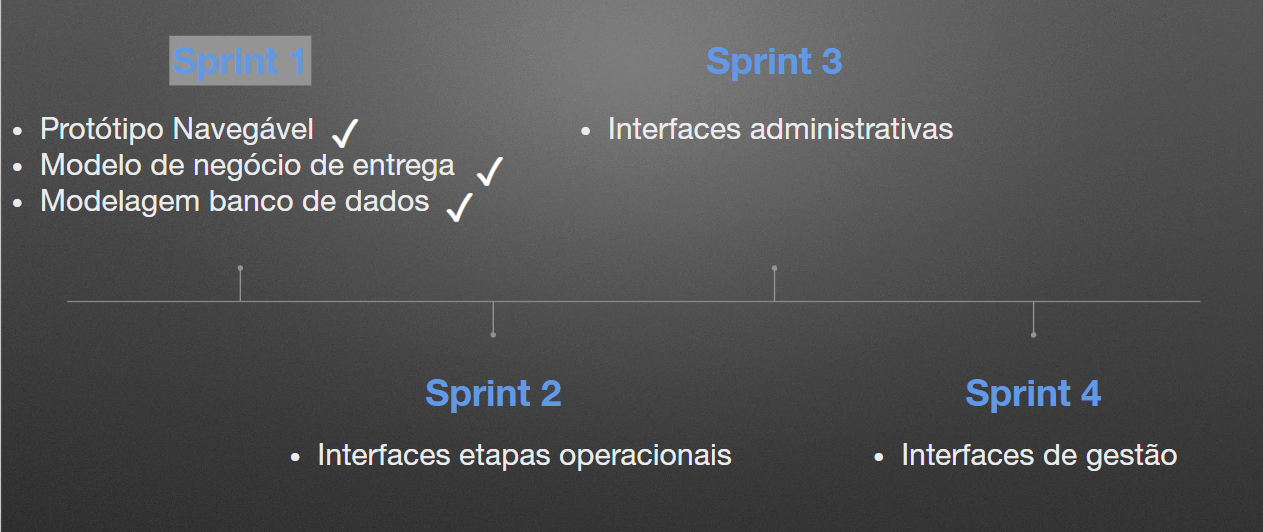 Sprint 1
• Protótipo Navegável ✓
• Modelo de negócio de entrega ✓
• Modelagem banco de dados ✓
Sprint 3
• Interfaces administrativas
Sprint 2
• Interfaces etapas operacionais
Sprint 4
• Interfaces de gestão